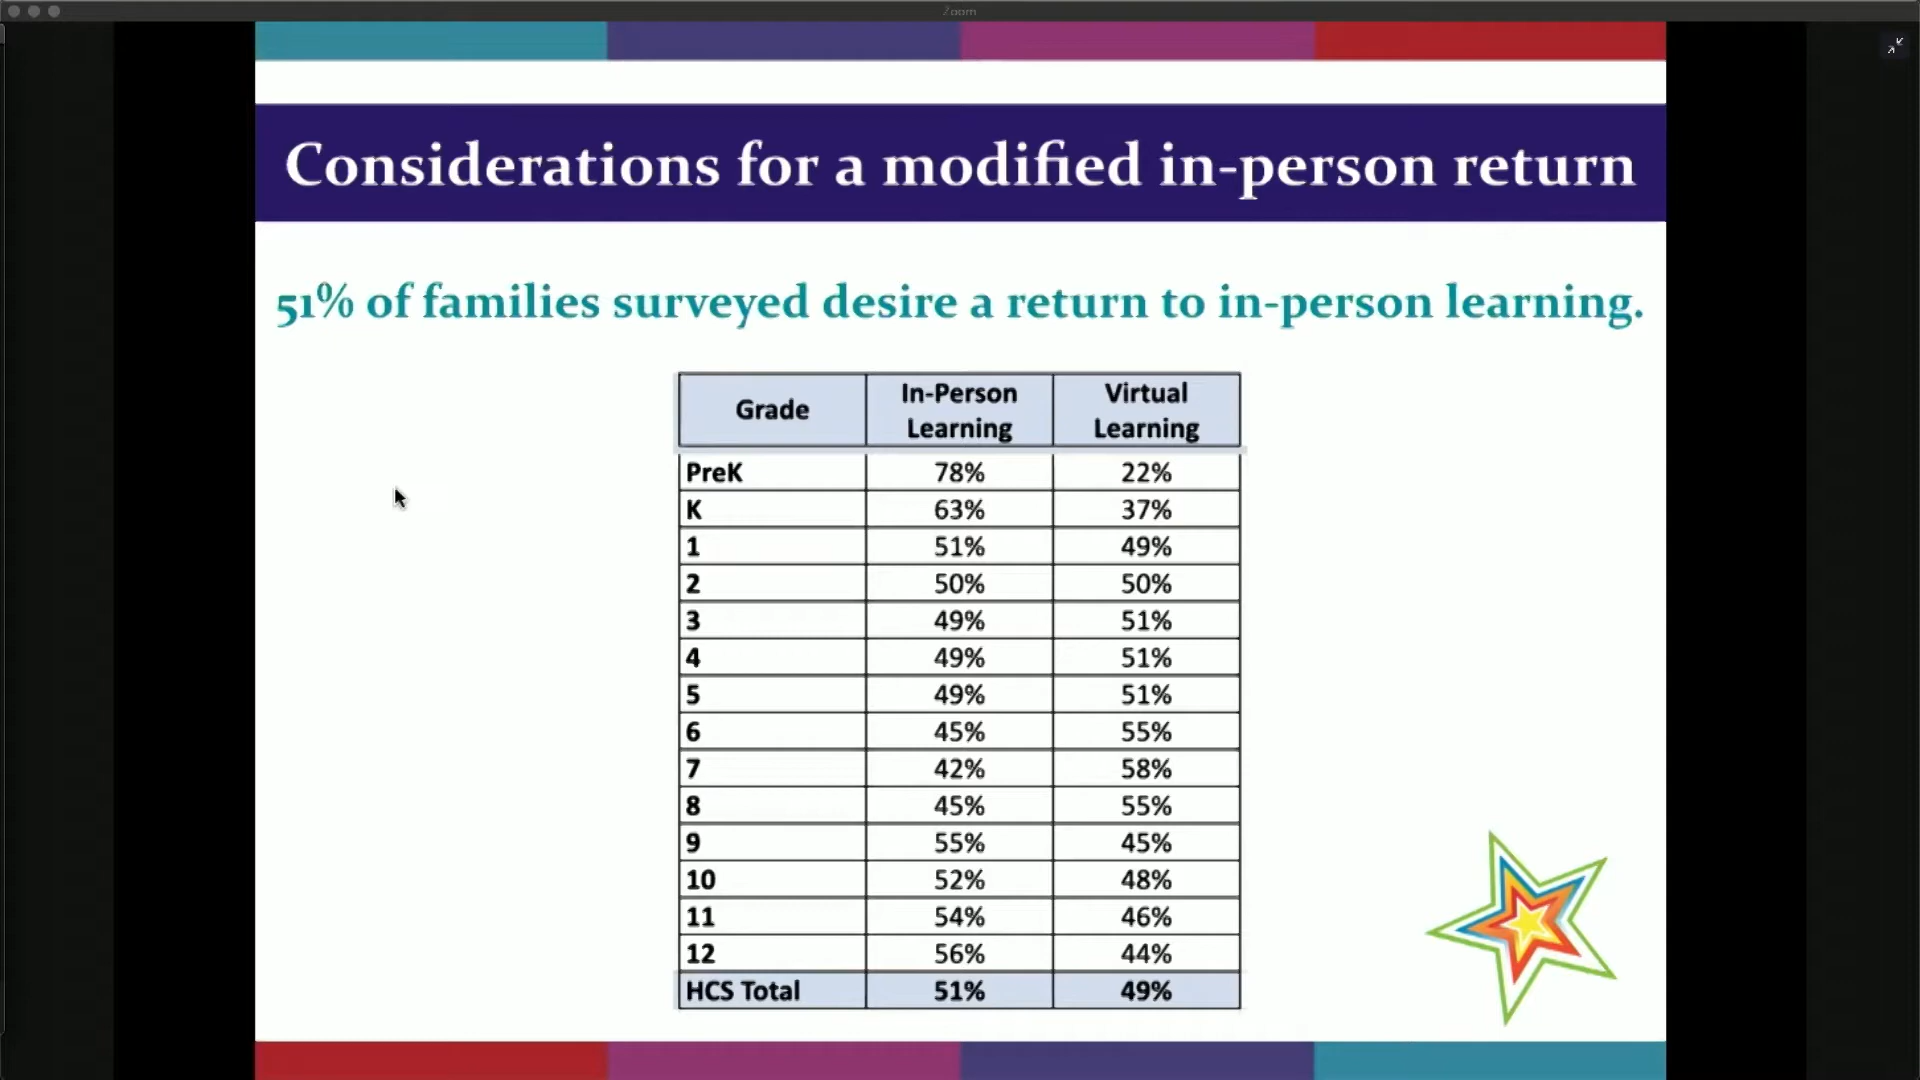 Zoom
Considerations for a modified in-person return
51% of families surveyed desire a return to in-person learning.
Grade In-Person Learning Virtual Learning
PreK 78% 22%
K 63% 37%
1 51% 49%
2 50% 50%
3 49% 51%
4 49% 51%
5 49% 51%
6 45% 55%
7 42% 58%
8 45% 55%
9 55% 45%
10 52% 48%
11 54% 46%
12 56% 44%
HCS Total 51% 49%